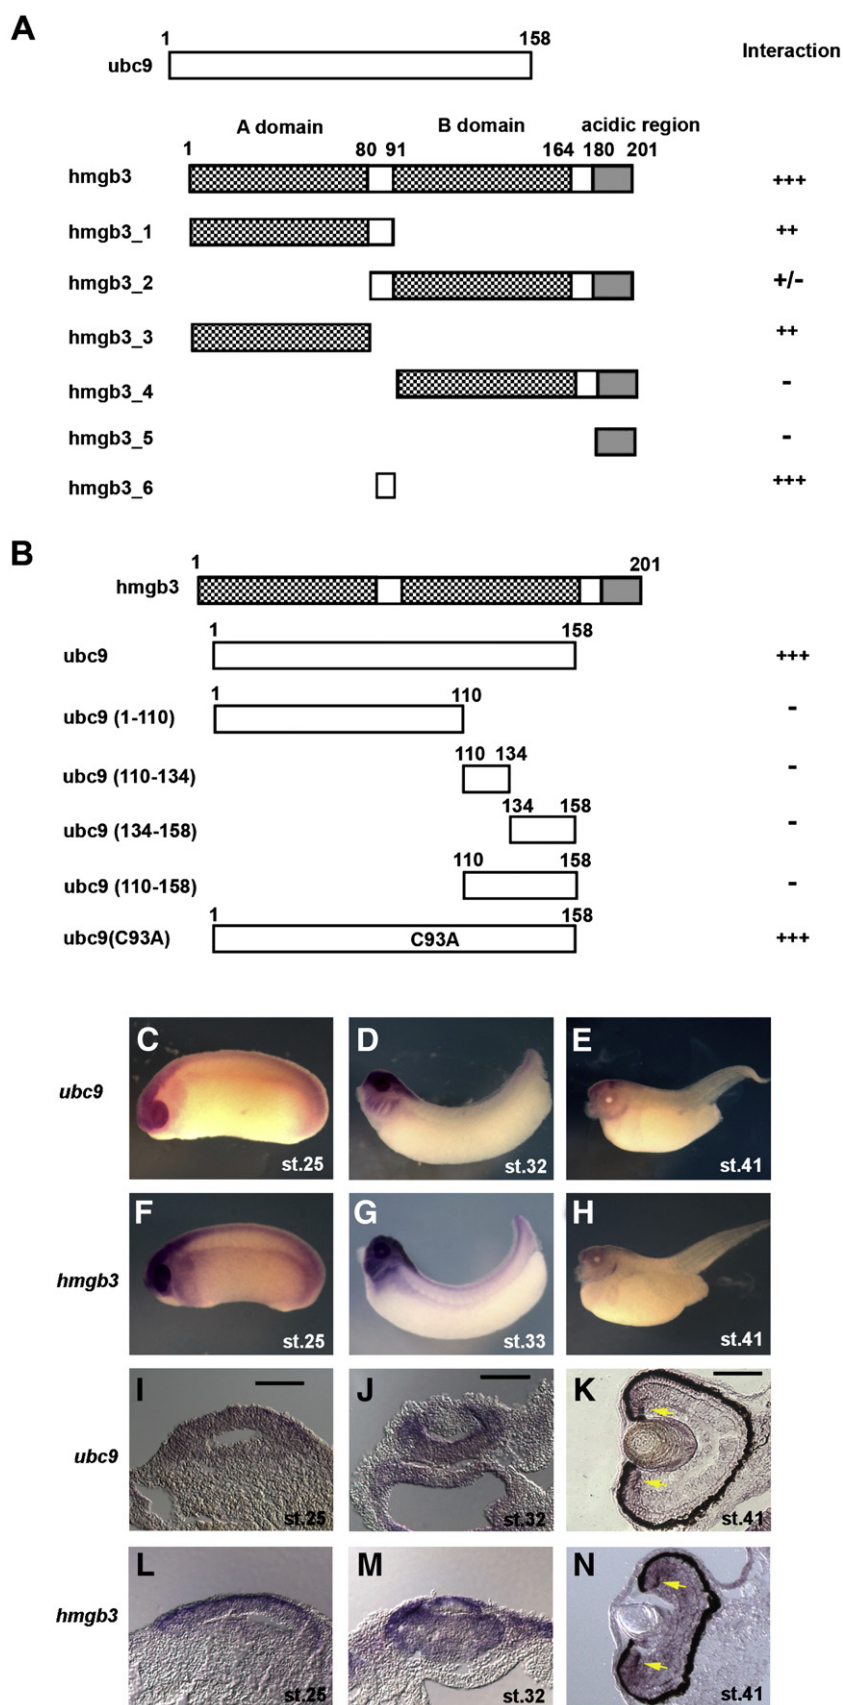 A
1 158
ubc9
Interaction
A domain B domain acidic region
1 80 91 164 180 201
hmgb3 +++
hmgb3_1 ++
hmgb3_2 +/-
hmgb3_3 ++
hmgb3_4 -
hmgb3_5 -
hmgb3_6 +++
B
1 201
hmgb3
1 158
ubc9 +++
1 110
ubc9 (1-110) -
110 134
ubc9 (110-134) -
134 158
ubc9 (134-158) -
110 158
ubc9 (110-158) -
1 158
ubc9(C93A) C93A +++
C D E
ubc9
st.25 st.32 st.41
F G H
hmgb3
st.25 st.33 st.41
I J K
ubc9
st.25 st.32 st.41
L M N
hmgb3
st.25 st.32 st.41